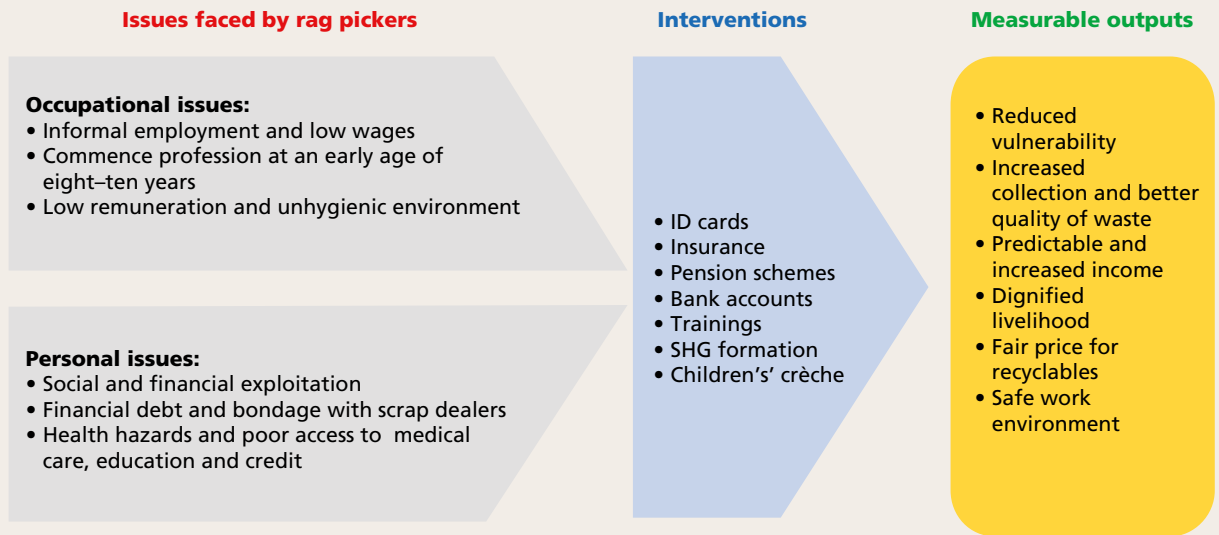 Issues faced by rag pickers
Occupational issues:
• Informal employment and low wages
• Commence profession at an early age of
eight–ten years
• Low remuneration and unhygienic environment
Personal issues:
• Social and financial exploitation
• Financial debt and bondage with scrap dealers
• Health hazards and poor access to medical
care, education and credit
Interventions
• ID cards
• Insurance
• Pension schemes
• Bank accounts
• Trainings
• SHG formation
• Children's' crèche
Measurable outputs
• Reduced
vulnerability
• Increased
collection and better
quality of waste
• Predictable and
increased income
• Dignified
livelihood
• Fair price for
recyclables
• Safe work
environment